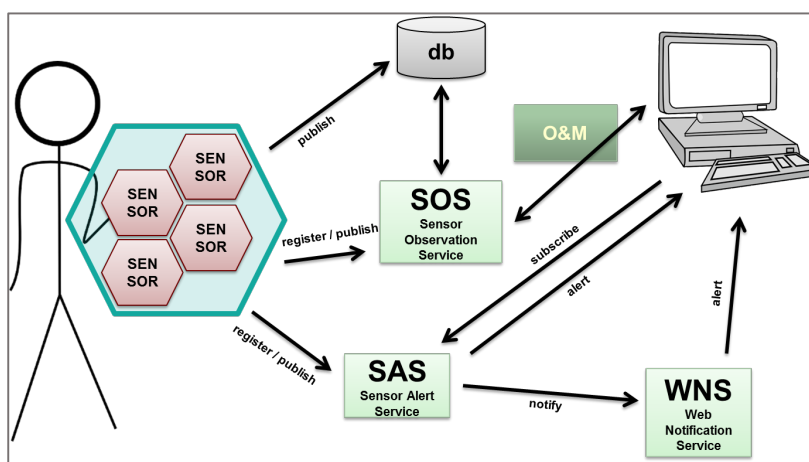 db
publish
O&M
SEN
SOR
SEN
SOR
SEN
SOR
SEN
SOR
SOS
Sensor
Observation
Service
register / publish
subscribe
alert
alert
register / publish
SAS
Sensor Alert
Service
notify
WNS
Web
Notification
Service